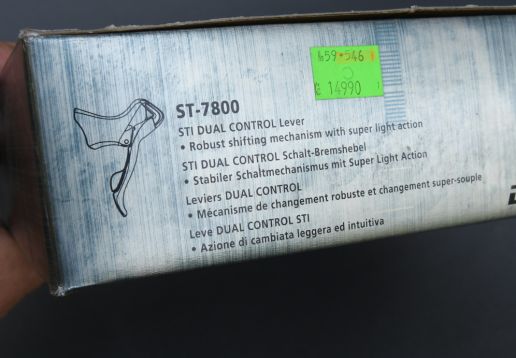 59-546
14990
ST-7800
STI DUAL CONTROL Lever
• Robust shifting mechanism with super light action
STI DUAL CONTROL Schalt-Bremshebel
• Stabiler Schaltmechanismus mit Super Light Action
Leviers DUAL CONTROL
• Mécanisme de changement robuste et changement super-souple
Leve DUAL CONTROL STI
• Azione di cambiata leggera ed intuitiva